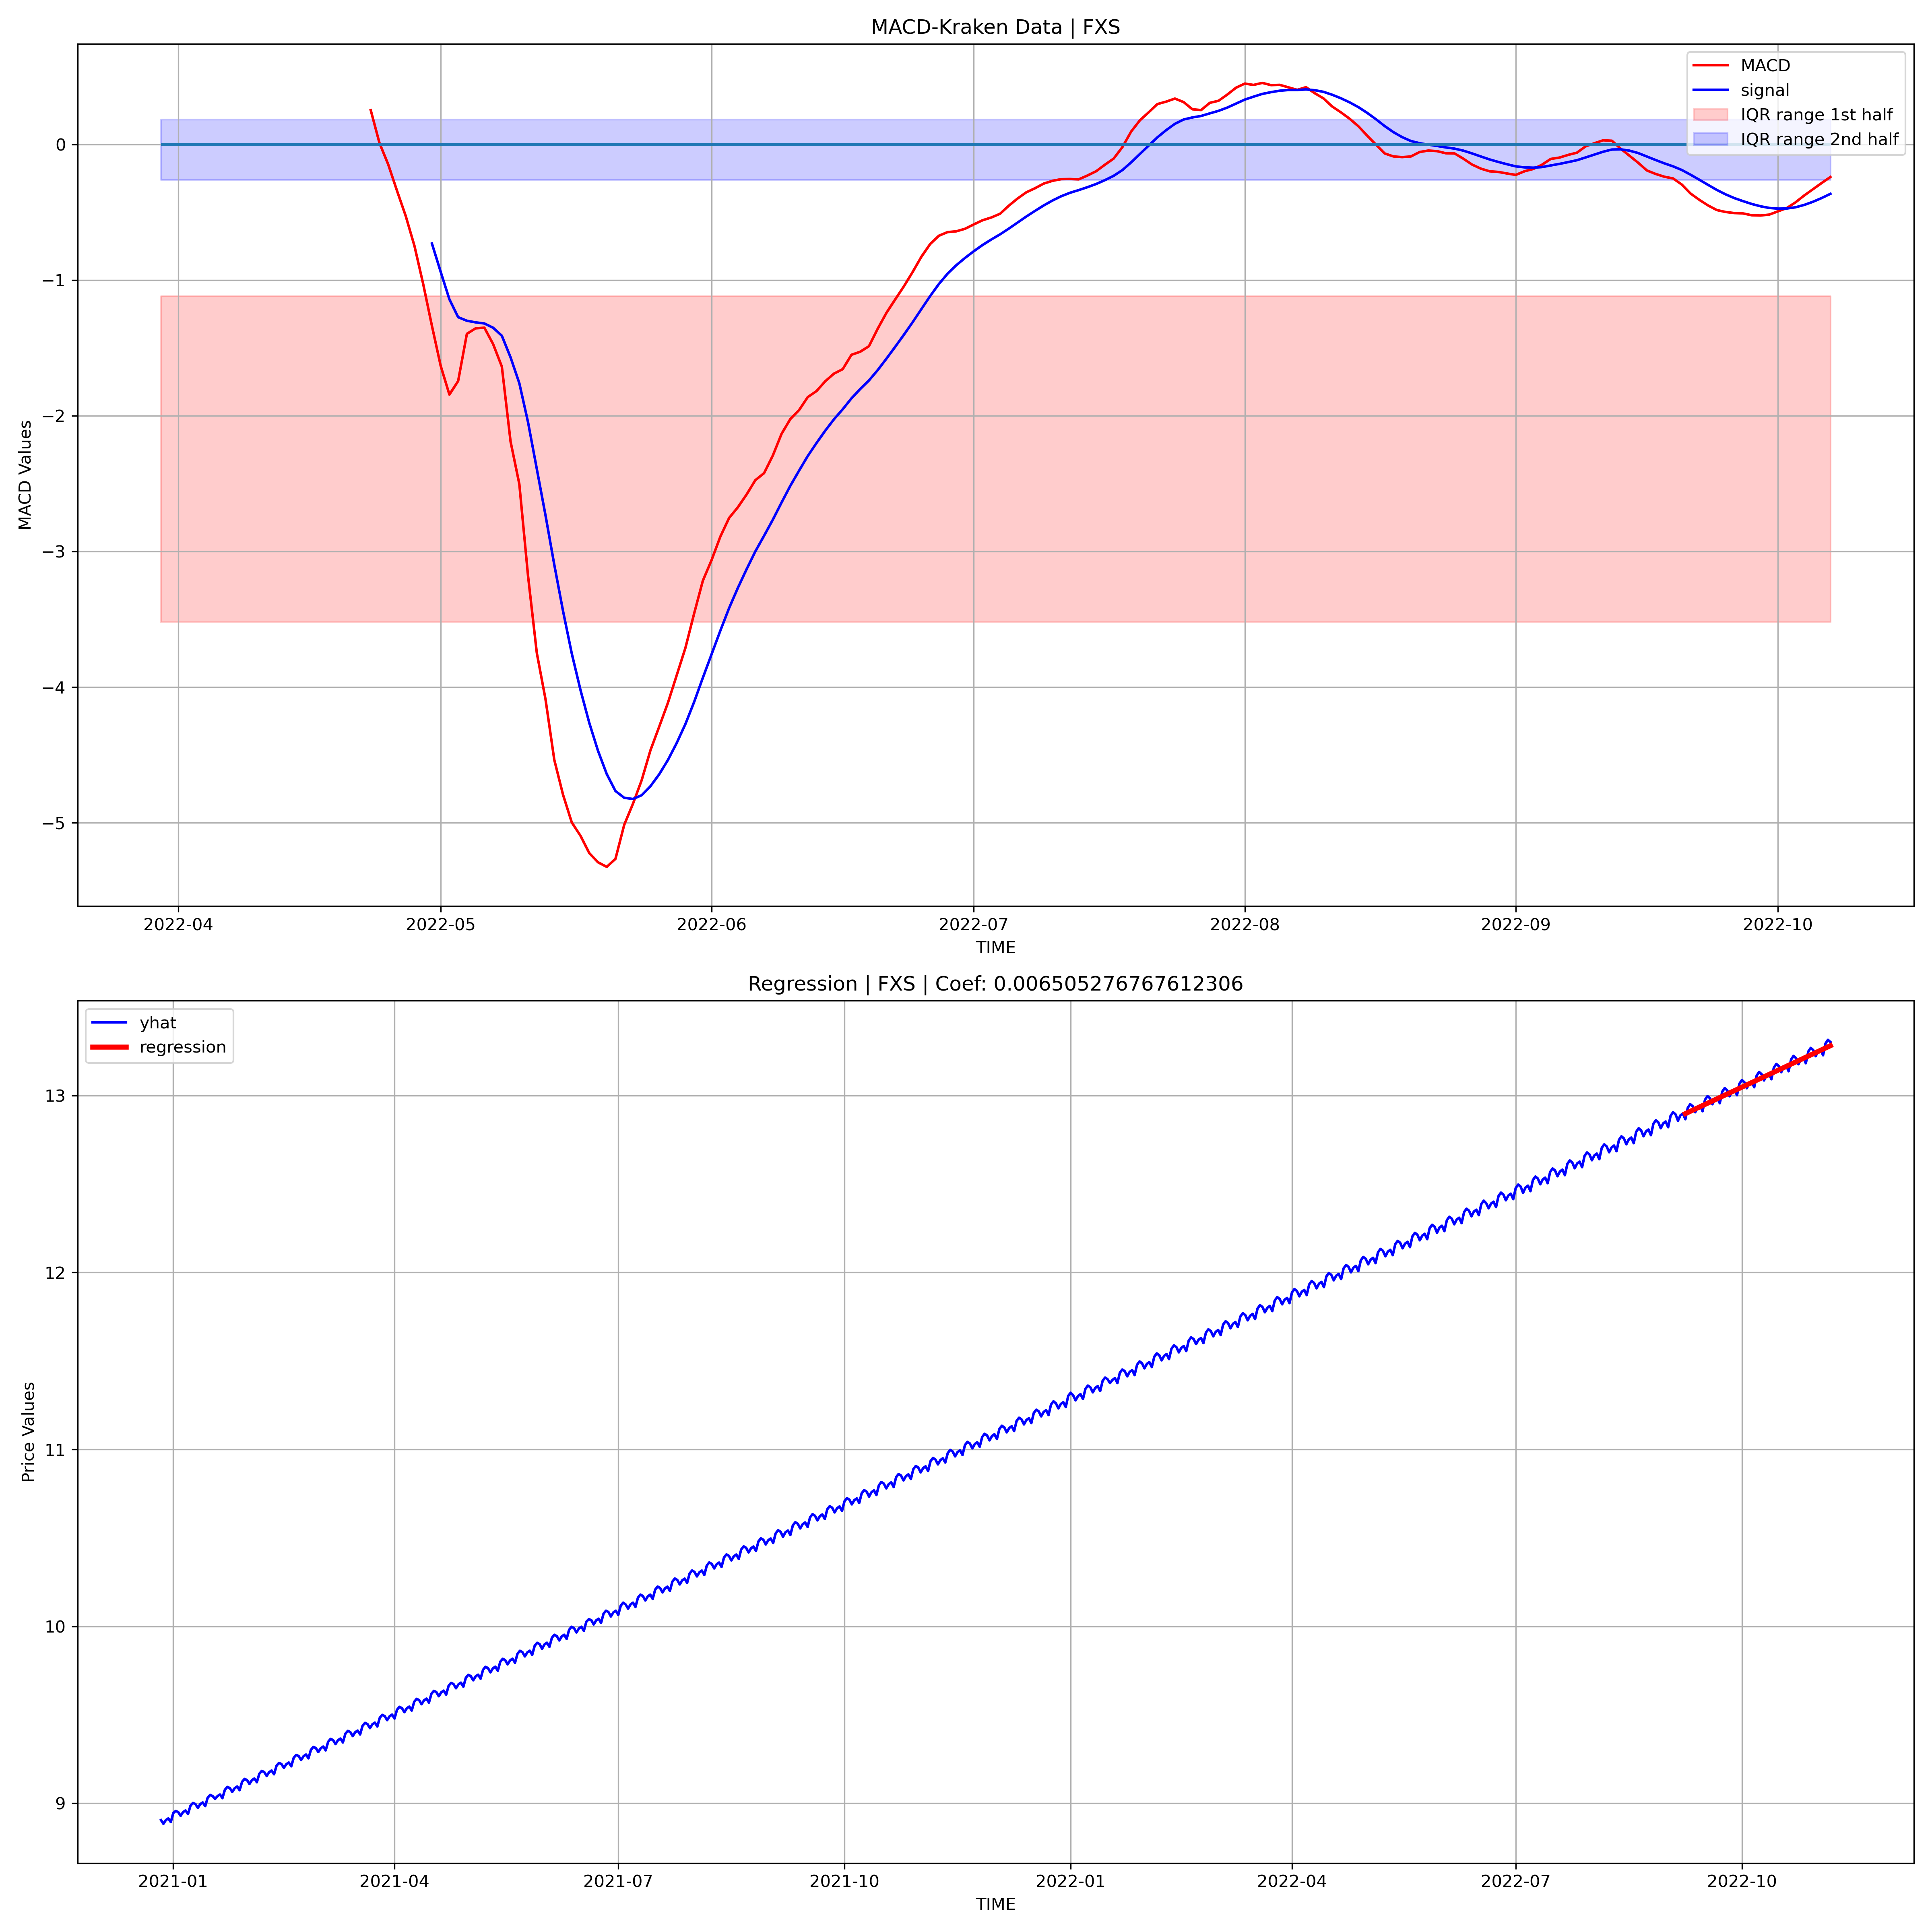 MACD-Kraken Data | FXS
MACD
signal
IQR range 1st half
IQR range 2nd half
MACD Values
0
−1
−2
−3
−4
−5
2022-04 2022-05 2022-06 2022-07 2022-08 2022-09 2022-10
TIME
Regression | FXS | Coef: 0.006505276767612306
yhat
regression
Price Values
13
12
11
10
9
2021-01 2021-04 2021-07 2021-10 2022-01 2022-04 2022-07 2022-10
TIME